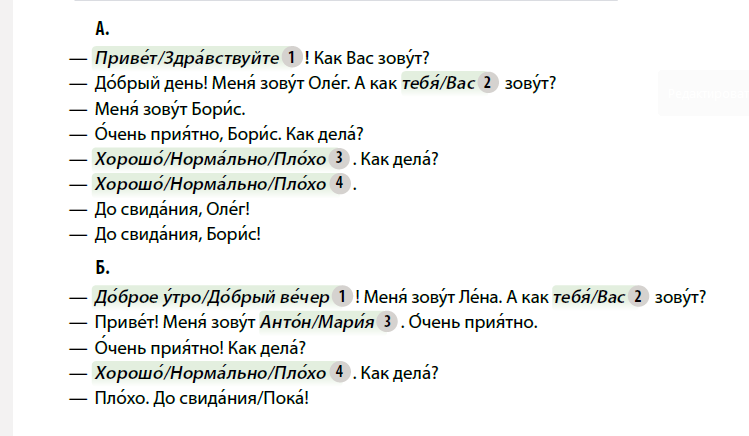 А.
— Приве́т/Здра́вствуйте 1 ! Как Вас зову́т?
— До́брый день! Меня́ зову́т Оле́г. А как тебя́/Вас 2 зову́т?
— Меня́ зову́т Бори́с.
— О́чень прия́тно, Бори́с. Как дела́?
— Хорошо́/Норма́льно/Пло́хо 3 . Как дела́?
— Хорошо́/Норма́льно/Пло́хо 4 .
— До свида́ния, Оле́г!
— До свида́ния, Бори́с!
Б.
— До́брое у́тро/До́брый ве́чер 1 ! Меня́ зову́т Ле́на. А как тебя́/Вас 2 зову́т?
— Приве́т! Меня́ зову́т Анто́н/Мари́я 3 . О́чень прия́тно.
— О́чень прия́тно! Как дела́?
— Хорошо́/Норма́льно/Пло́хо 4 . Как дела́?
— Пло́хо. До свида́ния/Пока́!